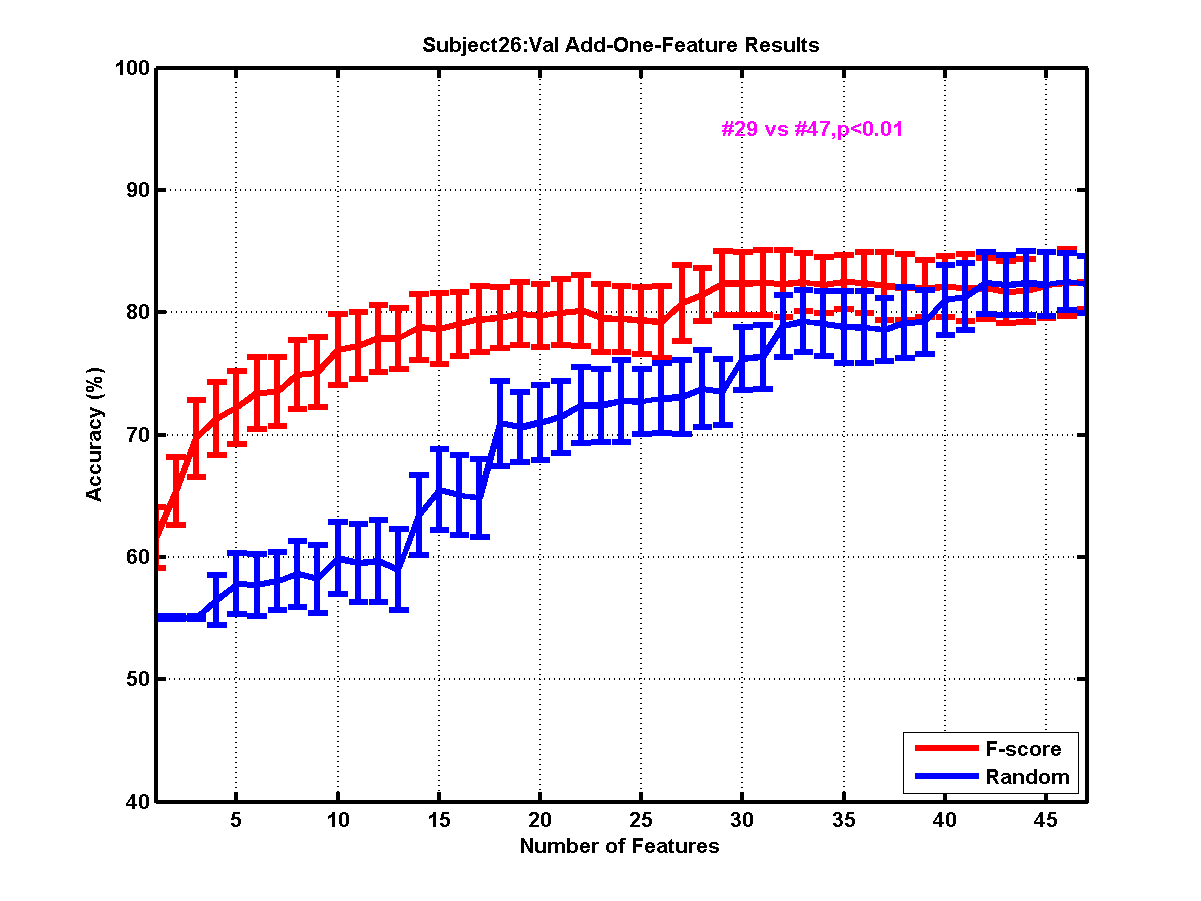 Subject26:Val Add-One-Feature Results
100
#29 vs #47,p<0.01
90
80
70
60
50
40
Accuracy (%)
F-score
Random
5 10 15 20 25 30 35 40 45
Number of Features